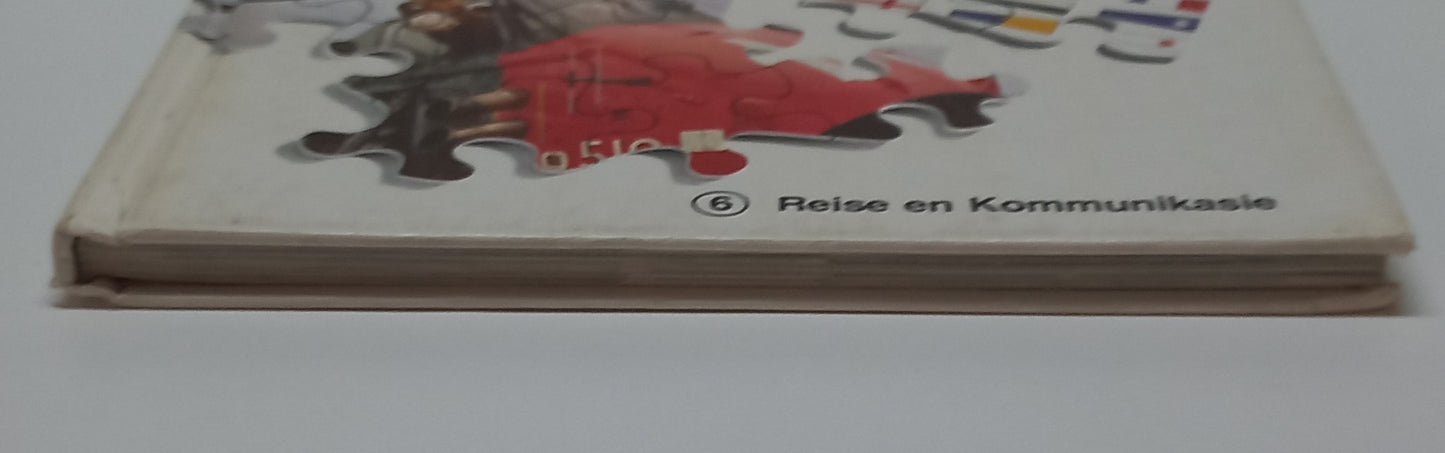 ⑥ Reise en Kommunikasie